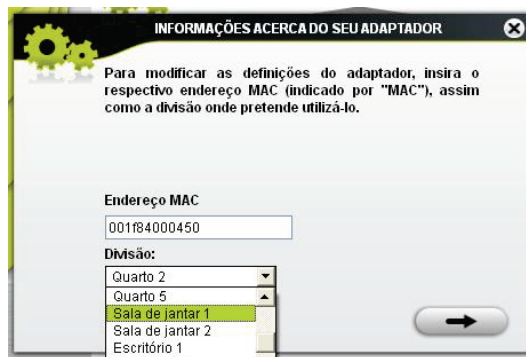 INFORMAÇÕES ACERCA DO SEU ADAPTADOR
Para modificar as definições do adaptador, insira o
respectivo endereço MAC (indicado por "MAC"), assim
como a divisão onde pretende utilizá-lo.
Endereço MAC
001f84000450
Divisão:
Quarto 2
Quarto 5
Sala de jantar 1
Sala de jantar 2
Escritório 1